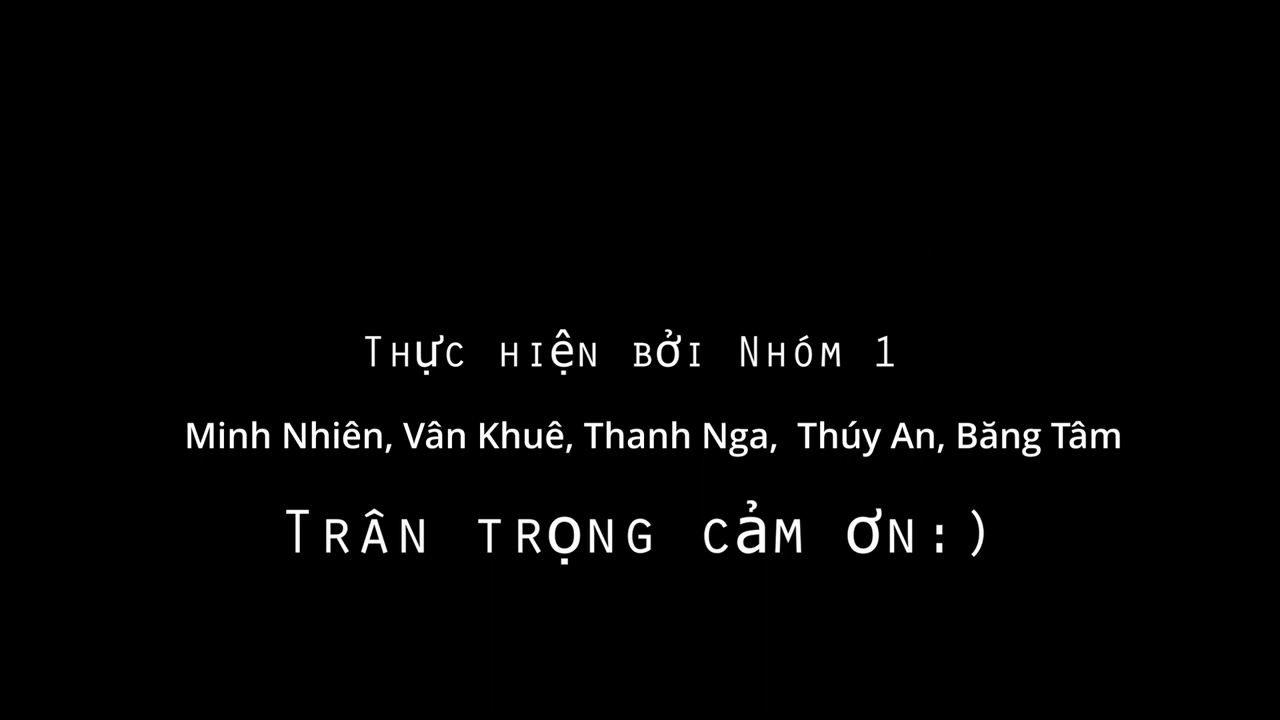 Thực hiện bởi Nhóm 1
Minh Nhiên, Vân Khuê, Thanh Nga,  Thúy An, Băng Tâm
Trân trọng cảm ơn:)